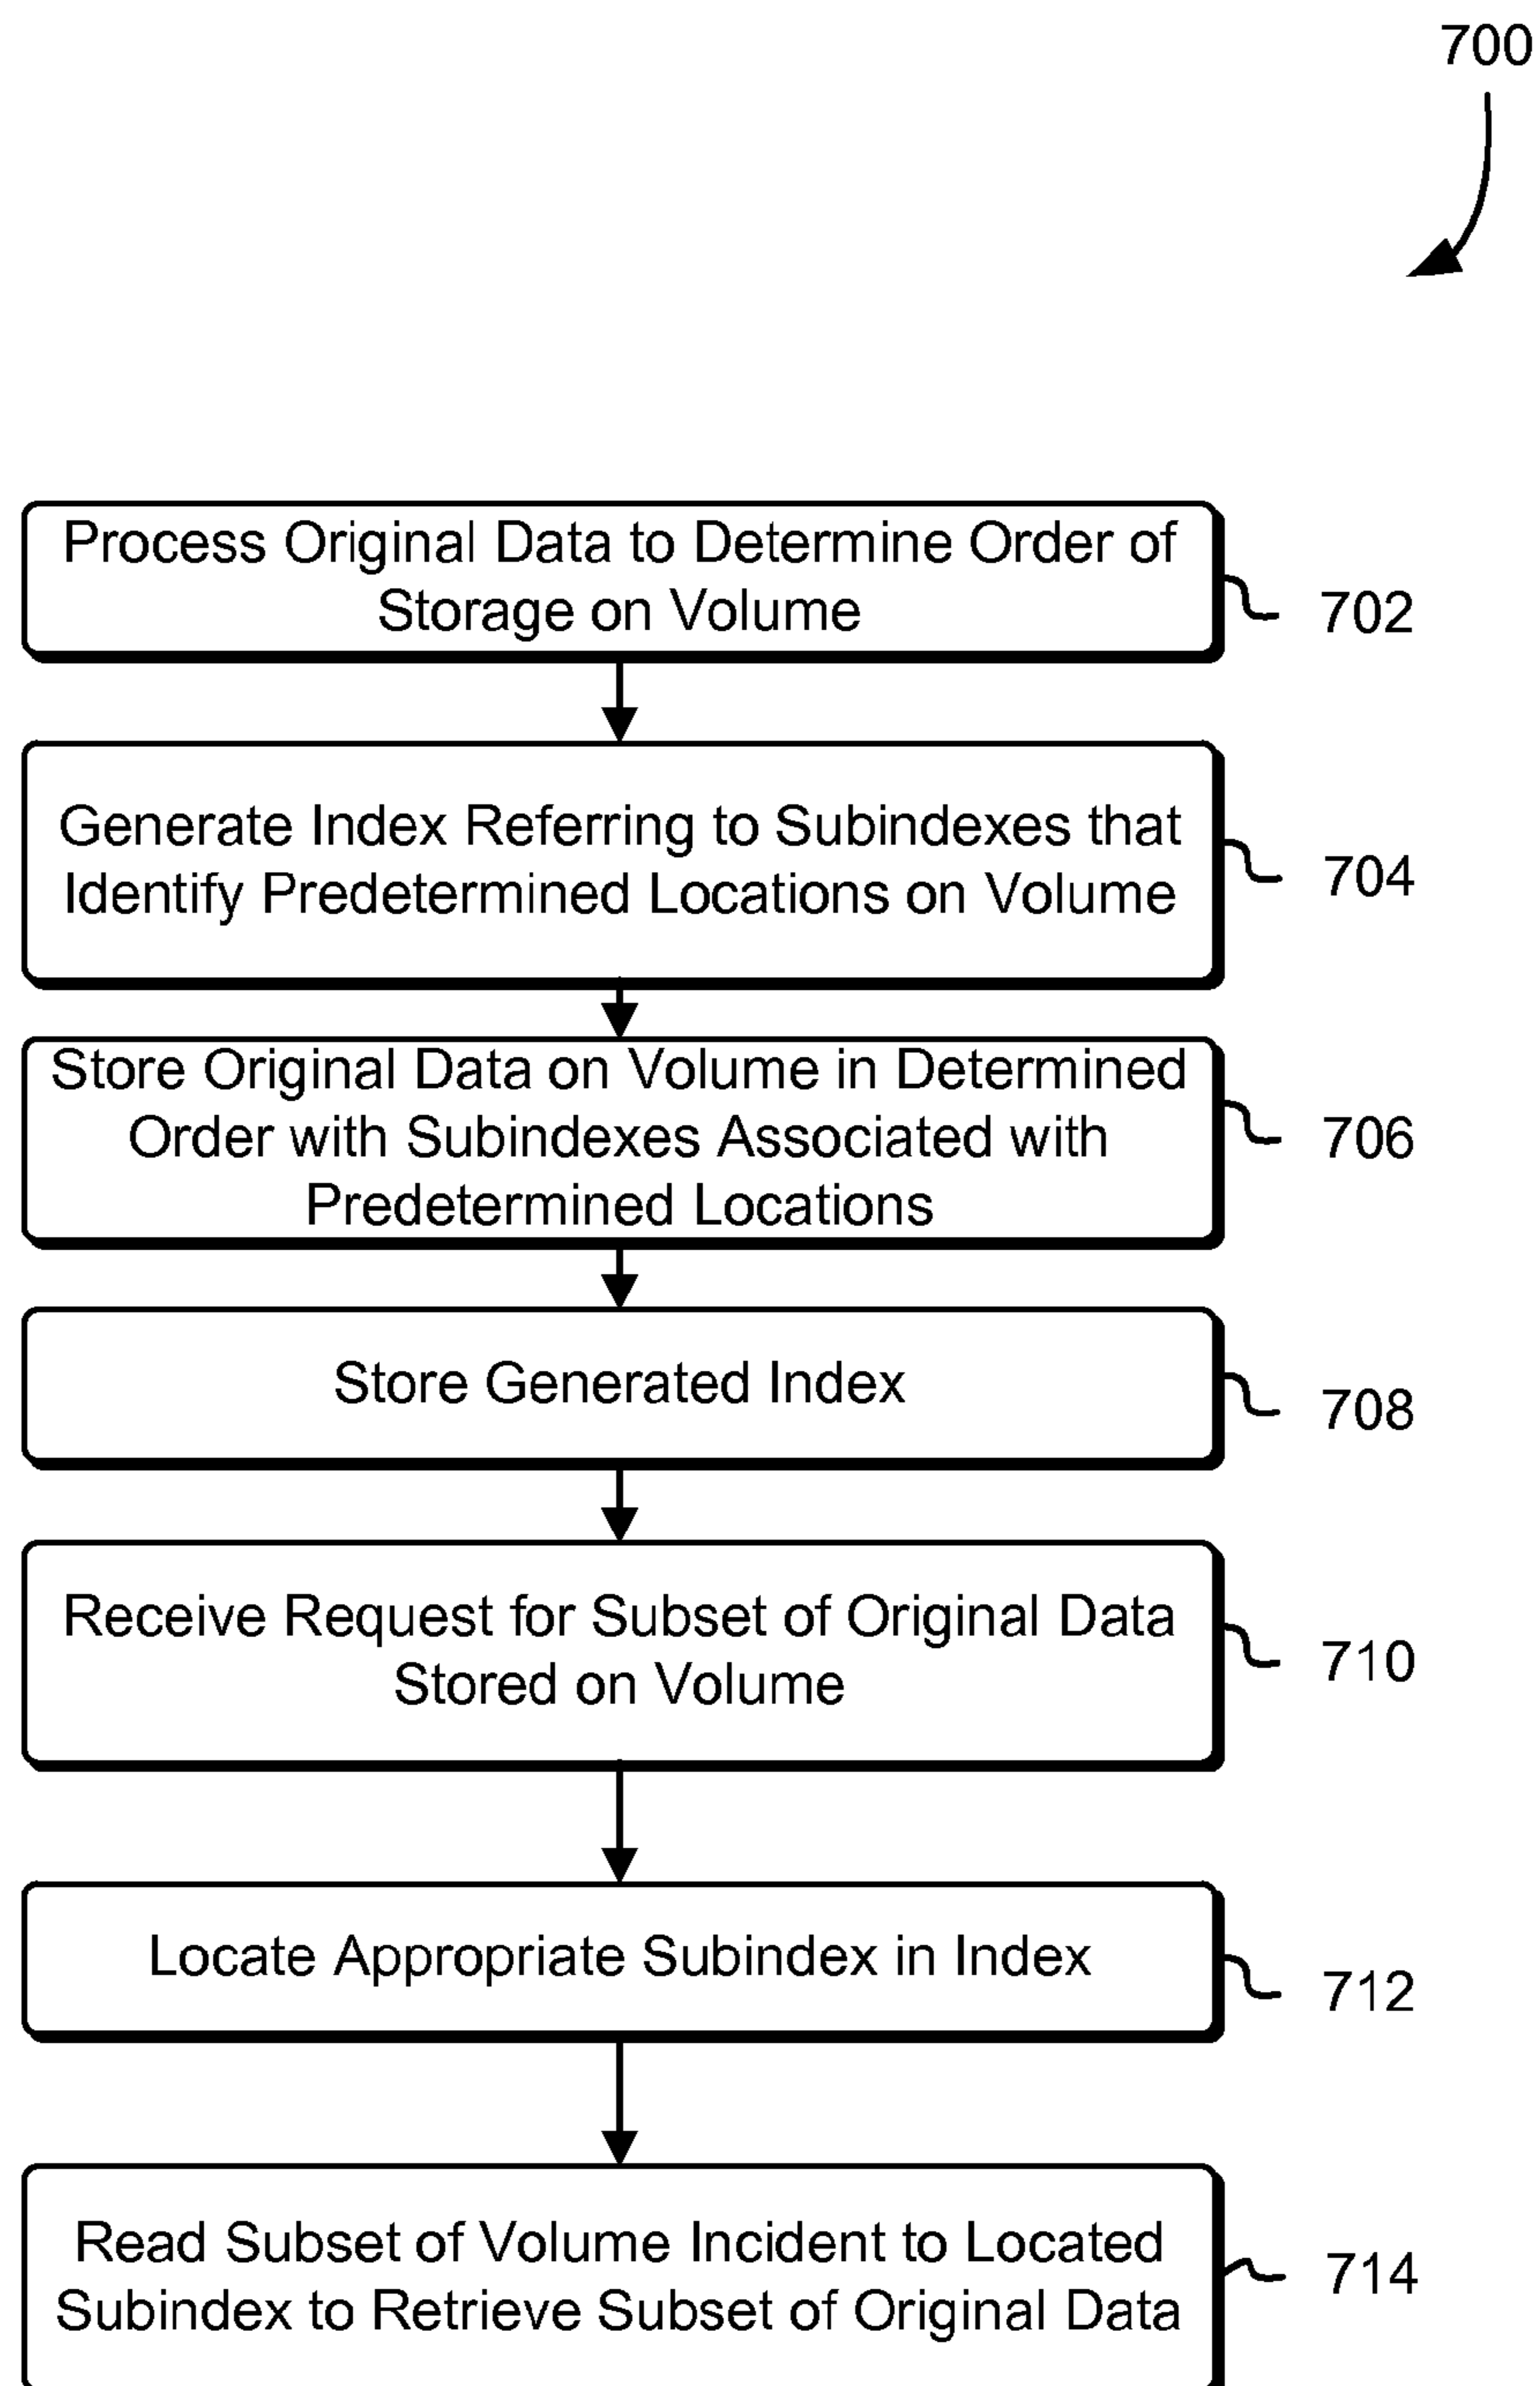 700
Process Original Data to Determine Order of
Storage on Volume
702
Generate Index Referring to Subindexes that
Identify Predetermined Locations on Volume
704
Store Original Data on Volume in Determined
Order with Subindexes Associated with
Predetermined Locations
706
Store Generated Index
708
Receive Request for Subset of Original Data
Stored on Volume
710
Locate Appropriate Subindex in Index
712
Read Subset of Volume Incident to Located
Subindex to Retrieve Subset of Original Data
714